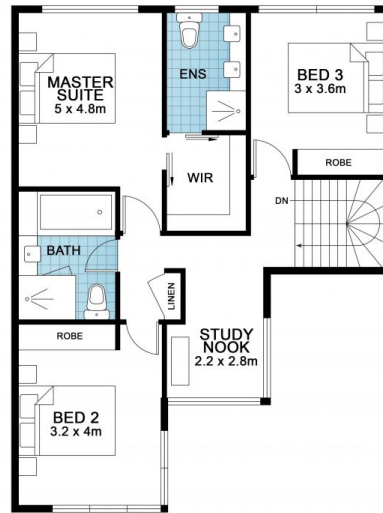 MASTER
SUITE
5 x 4.8m
ENS
BED 3
3 x 3.6m
ROBE
WIR
DN
BATH
LINEN
ROBE
STUDY
NOOK
2.2 x 2.8m
BED 2
3.2 x 4m